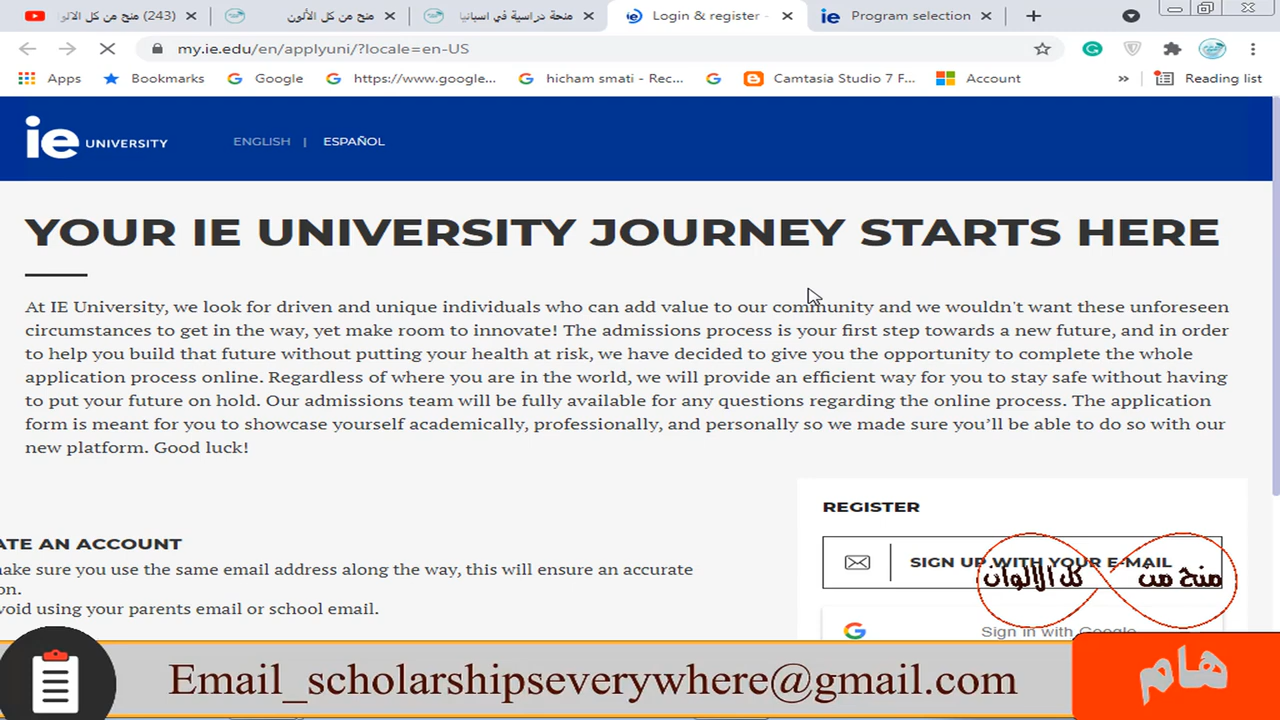 (243) منح من كل الالو
منح من كل الألون
منحة دراسية في اسبانيا
Login & register -
Program selection
my.ie.edu/en/applyuni/?locale=en-US
Apps
Bookmarks
Google
https://www.google...
hicham smati - Rec...
Camtasia Studio 7 F...
Account
»
Reading list
ie UNIVERSITY
ENGLISH | ESPAÑOL
YOUR IE UNIVERSITY JOURNEY STARTS HERE
At IE University, we look for driven and unique individuals who can add value to our community and we wouldn't want these unforeseen
circumstances to get in the way, yet make room to innovate! The admissions process is your first step towards a new future, and in order
to help you build that future without putting your health at risk, we have decided to give you the opportunity to complete the whole
application process online. Regardless of where you are in the world, we will provide an efficient way for you to stay safe without having
to put your future on hold. Our admissions team will be fully available for any questions regarding the online process. The application
form is meant for you to showcase yourself academically, professionally, and personally so we made sure you'll be able to do so with our
new platform. Good luck!
REGISTER
SIGN UP WITH YOUR E-MAIL
منح من كل الالوان
Sign in with Google
ATE AN ACCOUNT
make sure you use the same email address along the way, this will ensure an accurate
on.
void using your parents email or school email.
Email_scholarshipseverywhere@gmail.com
هام